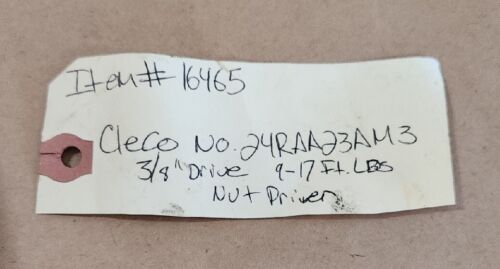 Item# 16465
Cleco No. 24RAA23AM3
3/8" Drive 9-17 Ft. LBS
Nut Driver